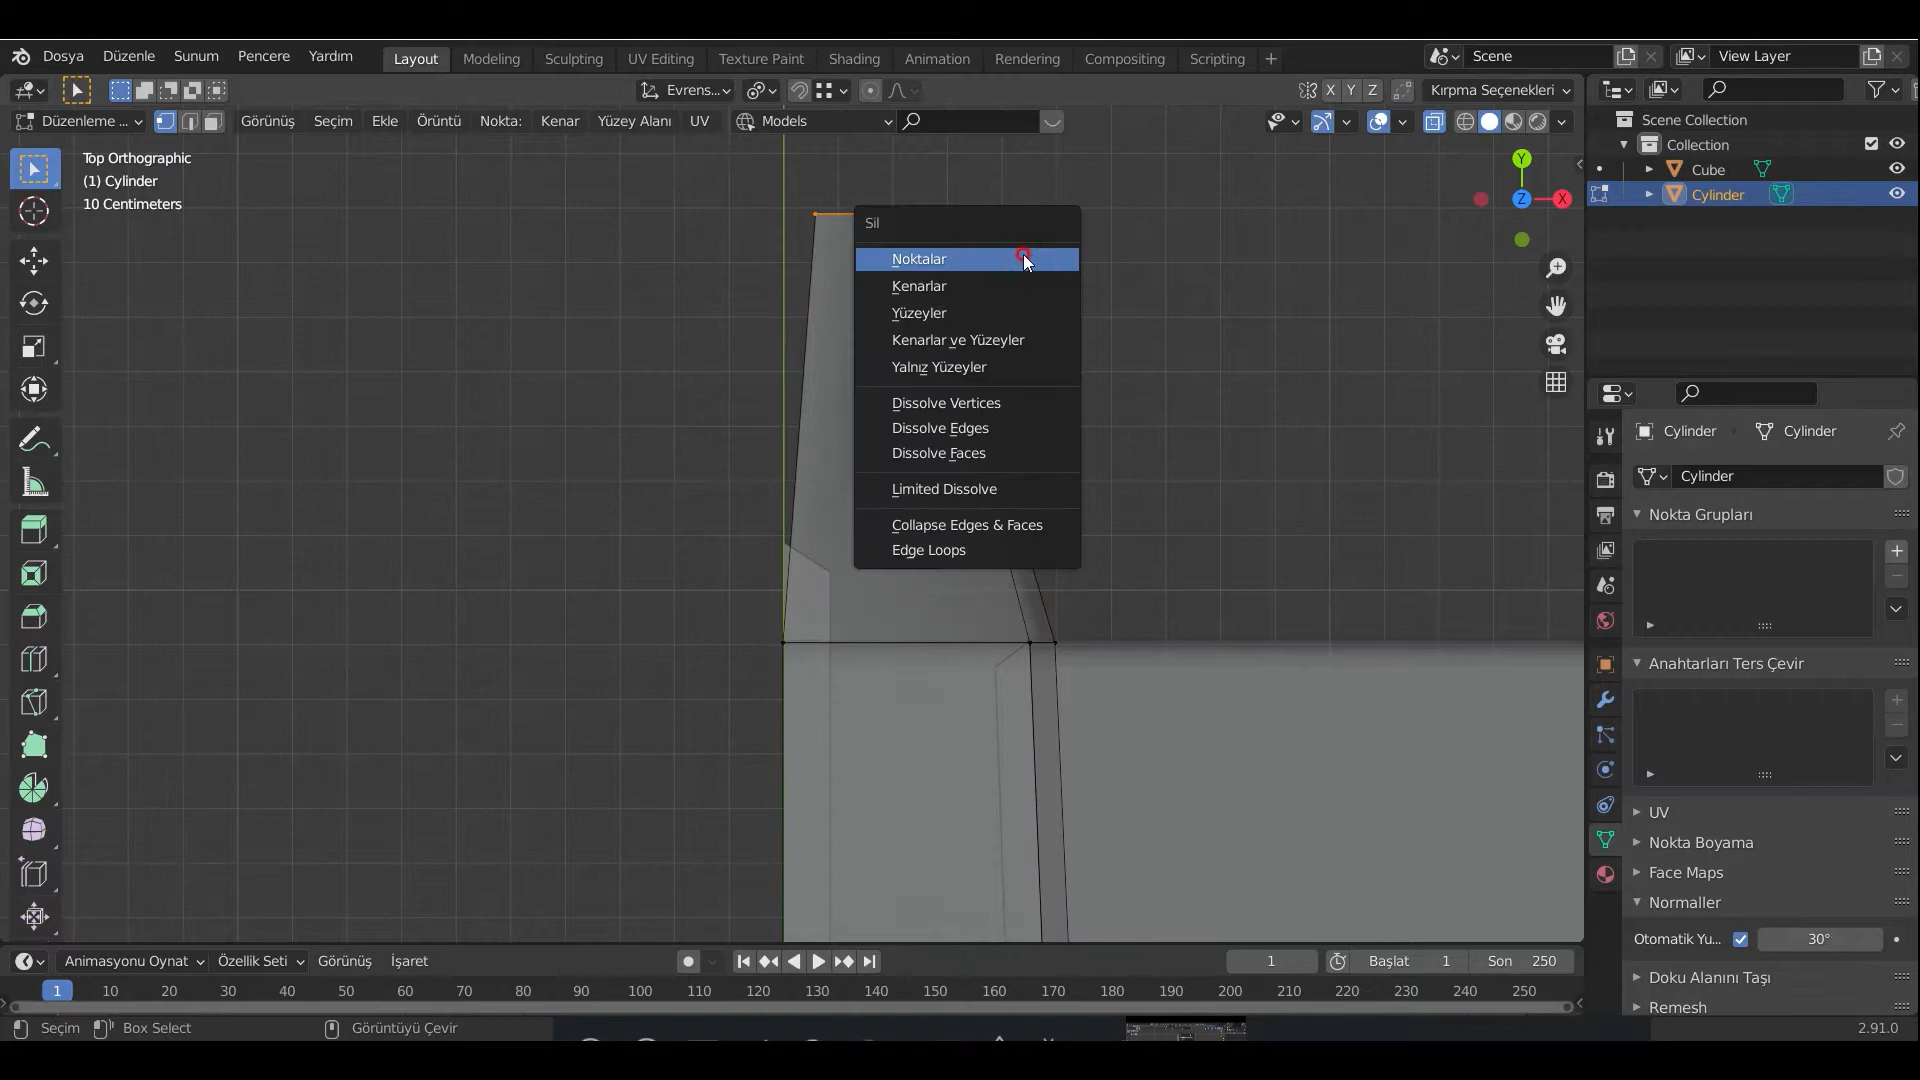 Dosya Düzenle Sunum Pencere Yardım Layout Modeling Sculpting UV Editing Texture Paint Shading Animation Rendering Compositing Scripting + Scene View Layer
Evrens... X Y Z Kırpma Seçenekleri
Düzenleme ... Görünüş Seçim Ekle Örüntü Nokta: Kenar Yüzey Alanı UV Models
Top Orthographic
(1) Cylinder
10 Centimeters
Y
Z
X
Sil
Noktalar
Kenarlar
Yüzeyler
Kenarlar ve Yüzeyler
Yalnız Yüzeyler
Dissolve Vertices
Dissolve Edges
Dissolve Faces
Limited Dissolve
Collapse Edges & Faces
Edge Loops
Scene Collection
Collection
Cube
Cylinder
Cylinder Cylinder
Cylinder
Nokta Grupları
Anahtarları Ters Çevir
UV
Nokta Boyama
Face Maps
Normaller
Otomatik Yu... 30°
Doku Alanını Taşı
Remesh
Animasyonu Oynat Özellik Seti Görünüş İşaret 1 Başlat 1 Son 250
1 10 20 30 40 50 60 70 80 90 100 110 120 130 140 150 160 170 180 190 200 210 220 230 240 250
Seçim Box Select Görüntüyü Çevir 2.91.0